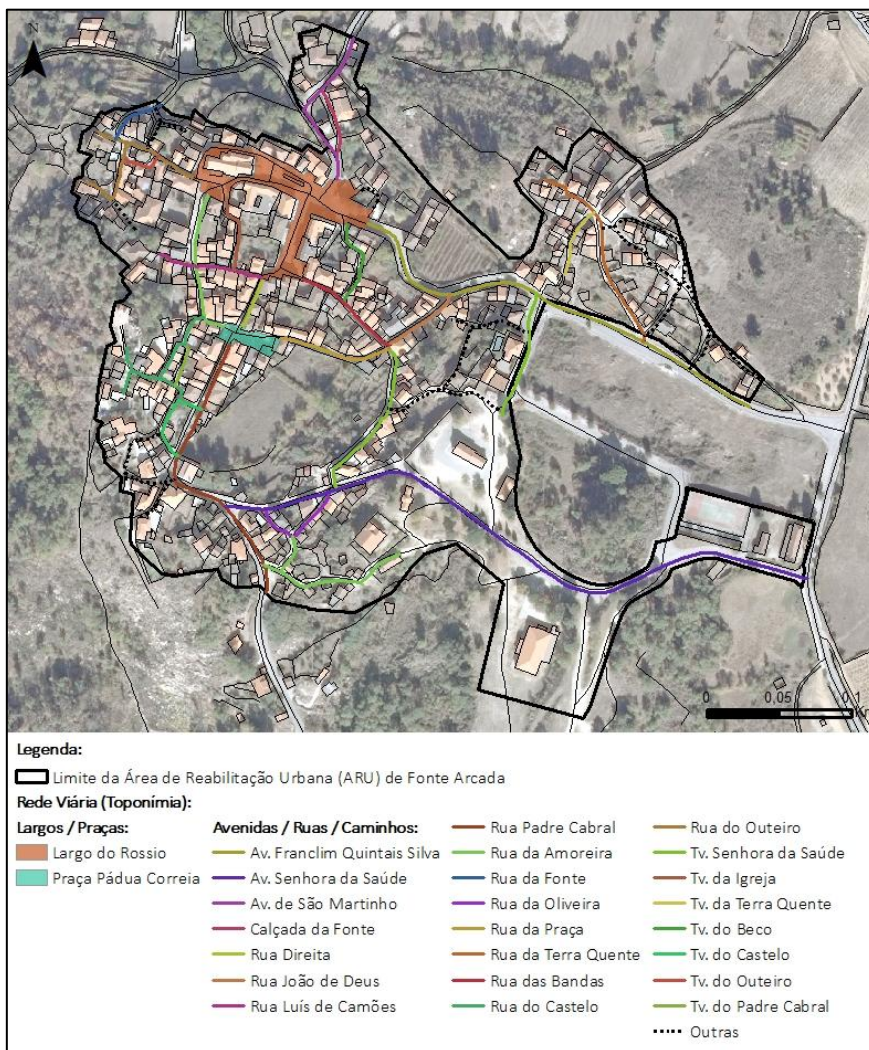 N
0 0,05 0,1
Km
Legenda:
Limite da Área de Reabilitação Urbana (ARU) de Fonte Arcada
Rede Viária (Toponímia):
Largos / Praças:
Largo do Rossio
Praça Pádua Correia
Avenidas / Ruas / Caminhos:
Av. Franclim Quintais Silva
Av. Senhora da Saúde
Av. de São Martinho
Calçada da Fonte
Rua Direita
Rua João de Deus
Rua Luís de Camões
Rua Padre Cabral
Rua da Amoreira
Rua da Fonte
Rua da Oliveira
Rua da Praça
Rua da Terra Quente
Rua das Bandas
Rua do Castelo
Rua do Outeiro
Tv. Senhora da Saúde
Tv. da Igreja
Tv. da Terra Quente
Tv. do Beco
Tv. do Castelo
Tv. do Outeiro
Tv. do Padre Cabral
Outras